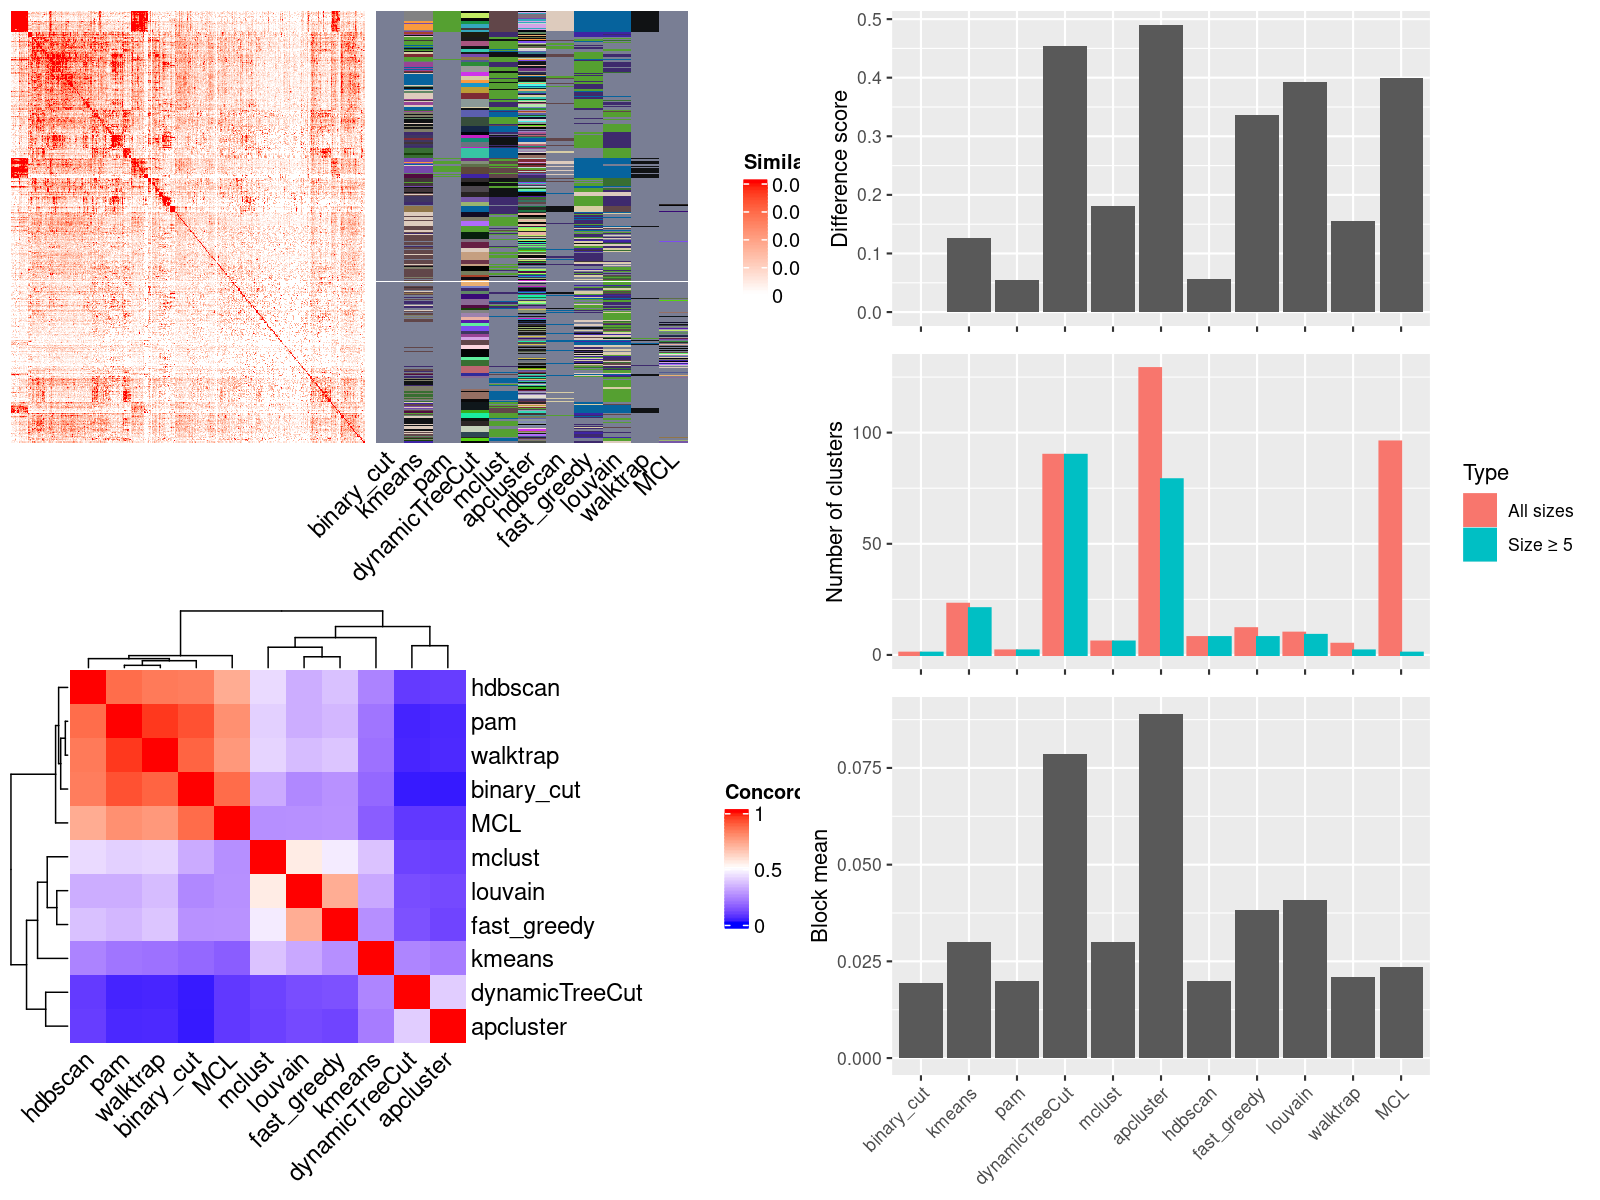 Simila
0.0
0.0
0.0
0.0
0
binary_cut
kmeans
pam
dynamicTreeCut
mclust
apcluster
hdbscan
fast_greedy
louvain
walktrap
MCL
hdbscan
pam
walktrap
binary_cut
MCL
mclust
louvain
fast_greedy
kmeans
dynamicTreeCut
apcluster
hdbscan
pam
walktrap
binary_cut
MCL
mclust
louvain
fast_greedy
kmeans
dynamicTreeCut
apcluster
Concord
1
0.5
0
Difference score
0.5
0.4
0.3
0.2
0.1
0.0
Number of clusters
100
50
0
Type
All sizes
Size ≥ 5
Block mean
0.075
0.050
0.025
0.000
binary_cut
kmeans
pam
dynamicTreeCut
mclust
apcluster
hdbscan
fast_greedy
louvain
walktrap
MCL